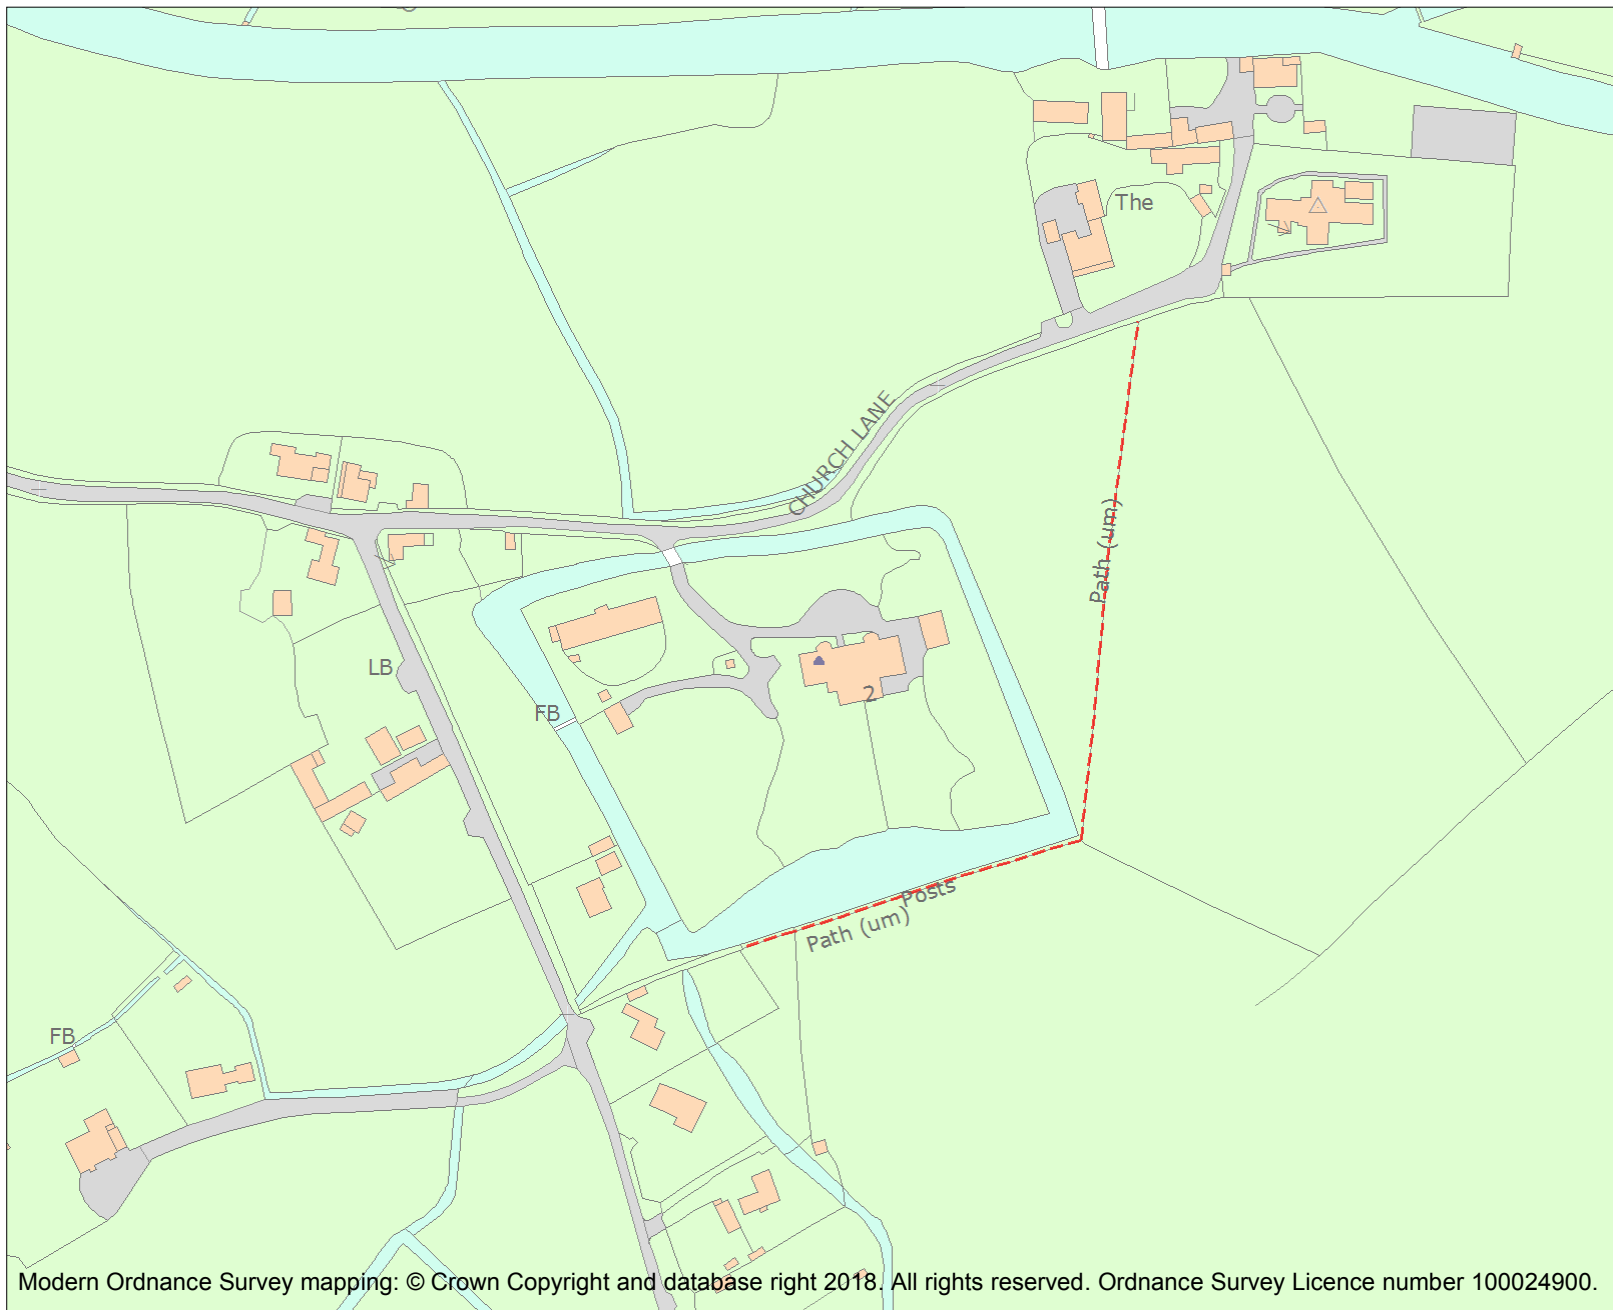 The
CHURCH LANE
Path (um)
LB
2
FB
Posts
Path (um)
FB
Modern Ordnance Survey mapping: © Crown Copyright and database right 2018. All rights reserved. Ordnance Survey Licence number 100024900.